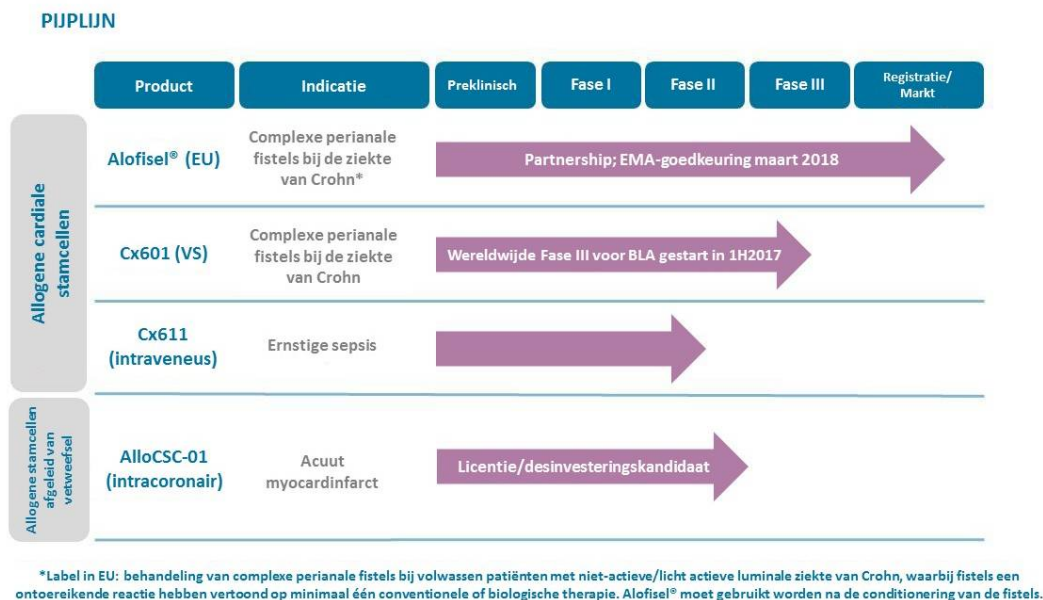 PIJPLIJN
Product
Indicatie
Preklinisch
Fase I
Fase II
Fase III
Registratie/
Markt
Allogene cardiale
stamcellen
Alofisel® (EU)
Complexe perianale
fistels bij de ziekte
van Crohn*
Partnership; EMA-goedkeuring maart 2018
Cx601 (VS)
Complexe perianale
fistels bij de ziekte
van Crohn
Wereldwijde Fase III voor BLA gestart in 1H2017
Cx611
(intraveneus)
Ernstige sepsis
Allogene stamcellen
afgeleid van
vetweefsel
AlloCSC-01
(intracoronair)
Acuut
myocardinfarct
Licentie/desinvesteringskandidaat
*Label in EU: behandeling van complexe perianale fistels bij volwassen patiënten met niet-actieve/licht actieve luminale ziekte van Crohn, waarbij fistels een
ontoereikende reactie hebben vertoond op minimaal één conventionele of biologische therapie. Alofisel® moet gebruikt worden na de conditionering van de fistels.